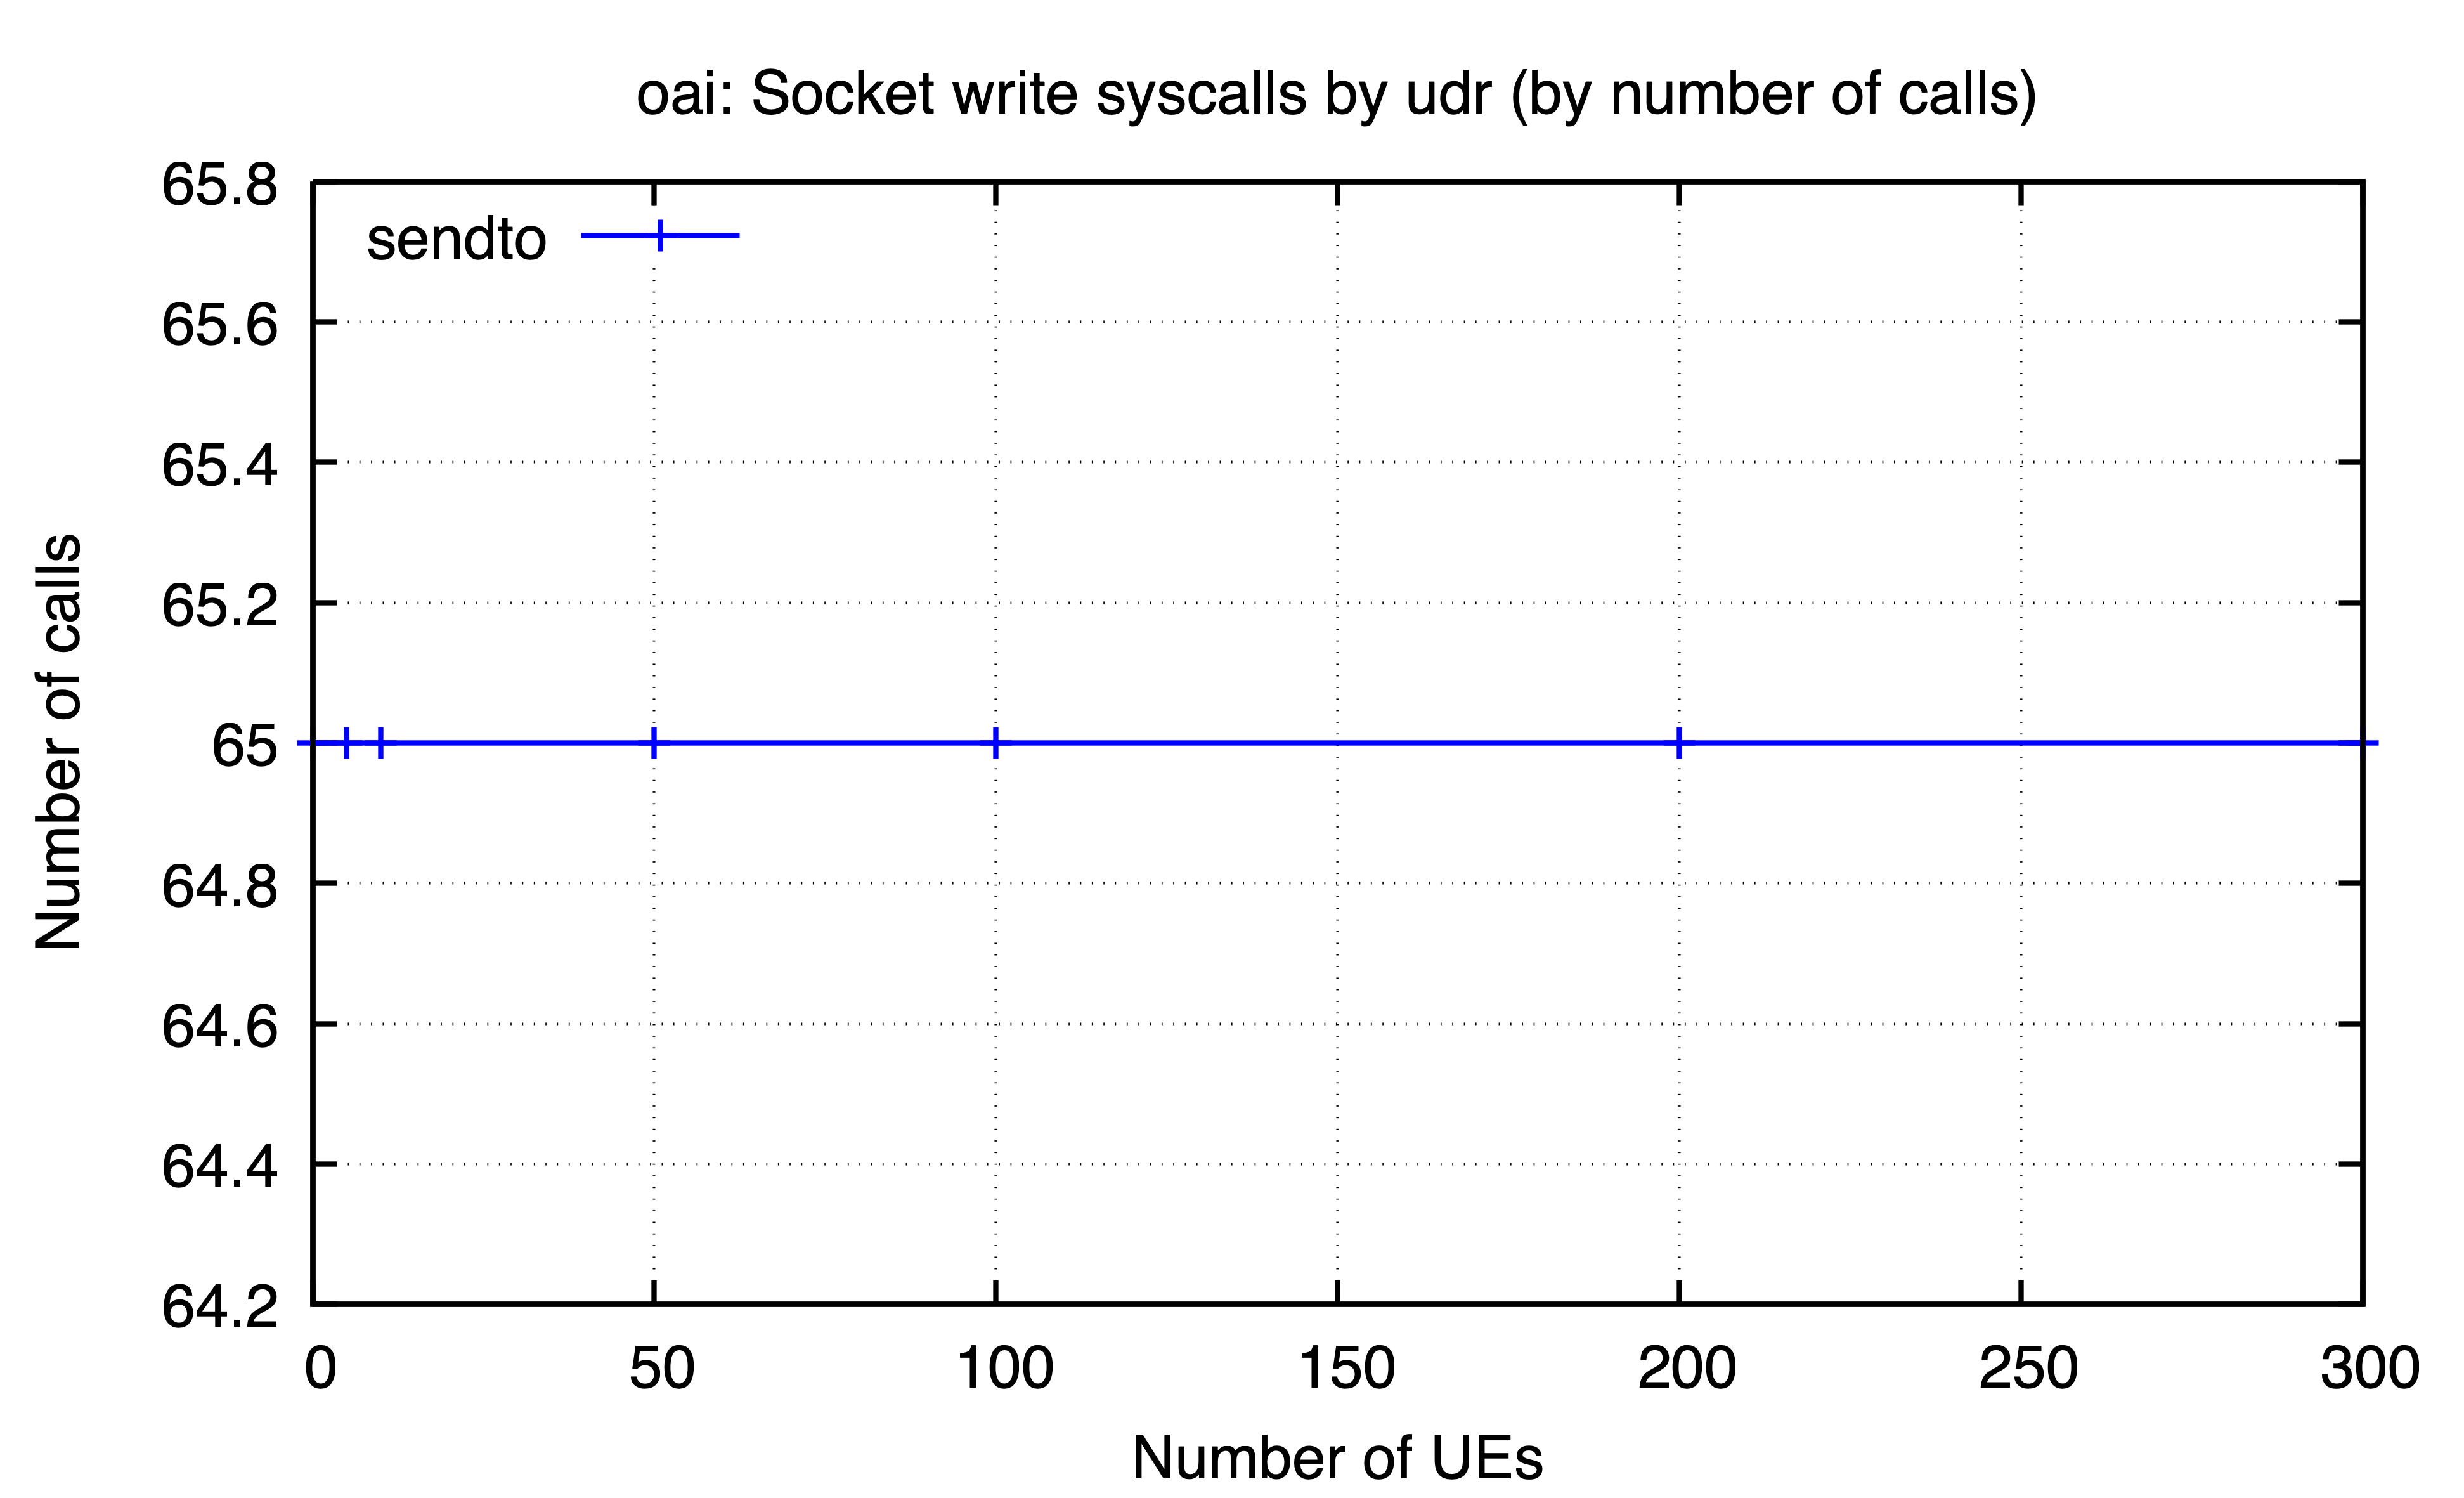 oai: Socket write syscalls by udr (by number of calls)
65.8
sendto
65.6
65.4
65.2
65
64.8
64.6
64.4
64.2
Number of calls
0 50 100 150 200 250 300
Number of UEs